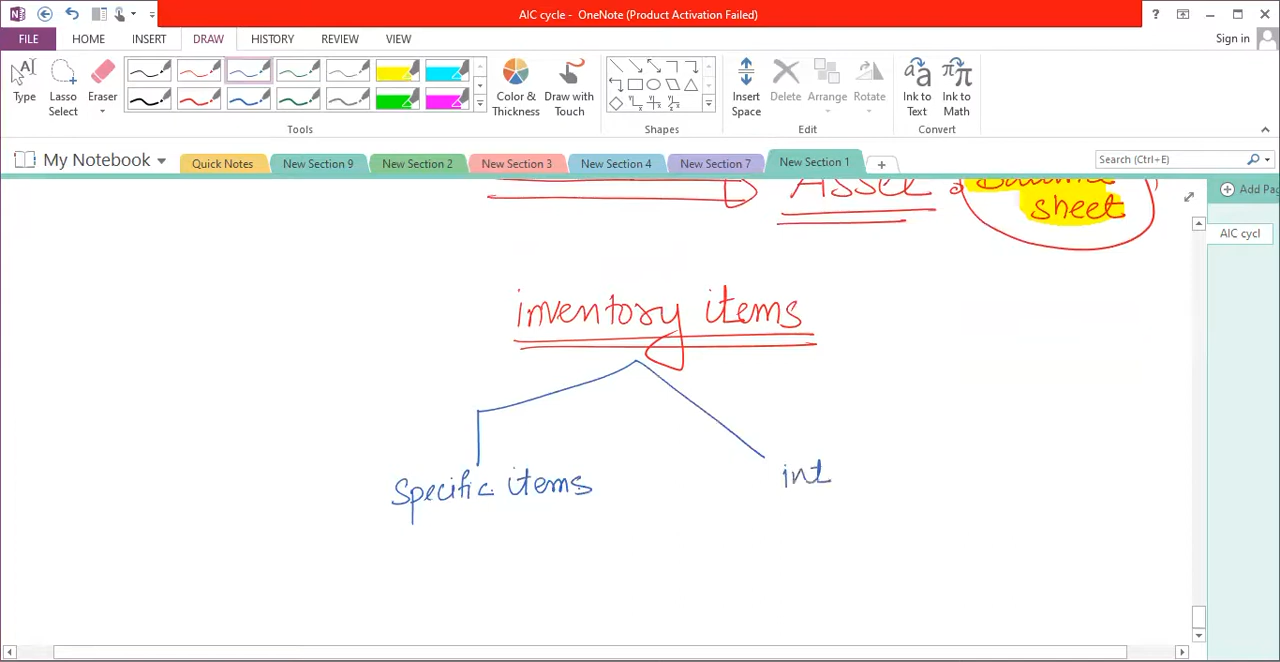 AIC cycle - OneNote (Product Activation Failed)
?
FILE HOME INSERT DRAW HISTORY REVIEW VIEW
Sign in
Type
Lasso Select
Eraser
Color & Thickness
Draw with Touch
Insert Space
Delete
Arrange
Rotate
Ink to Text
Ink to Math
Tools
Shapes
Edit
Convert
My Notebook
Quick Notes
New Section 9
New Section 2
New Section 3
New Section 4
New Section 7
New Section 1
Search (Ctrl+E)
Add Pag
AIC cycl
Asset
Balance
sheet
inventory items
specific items
int